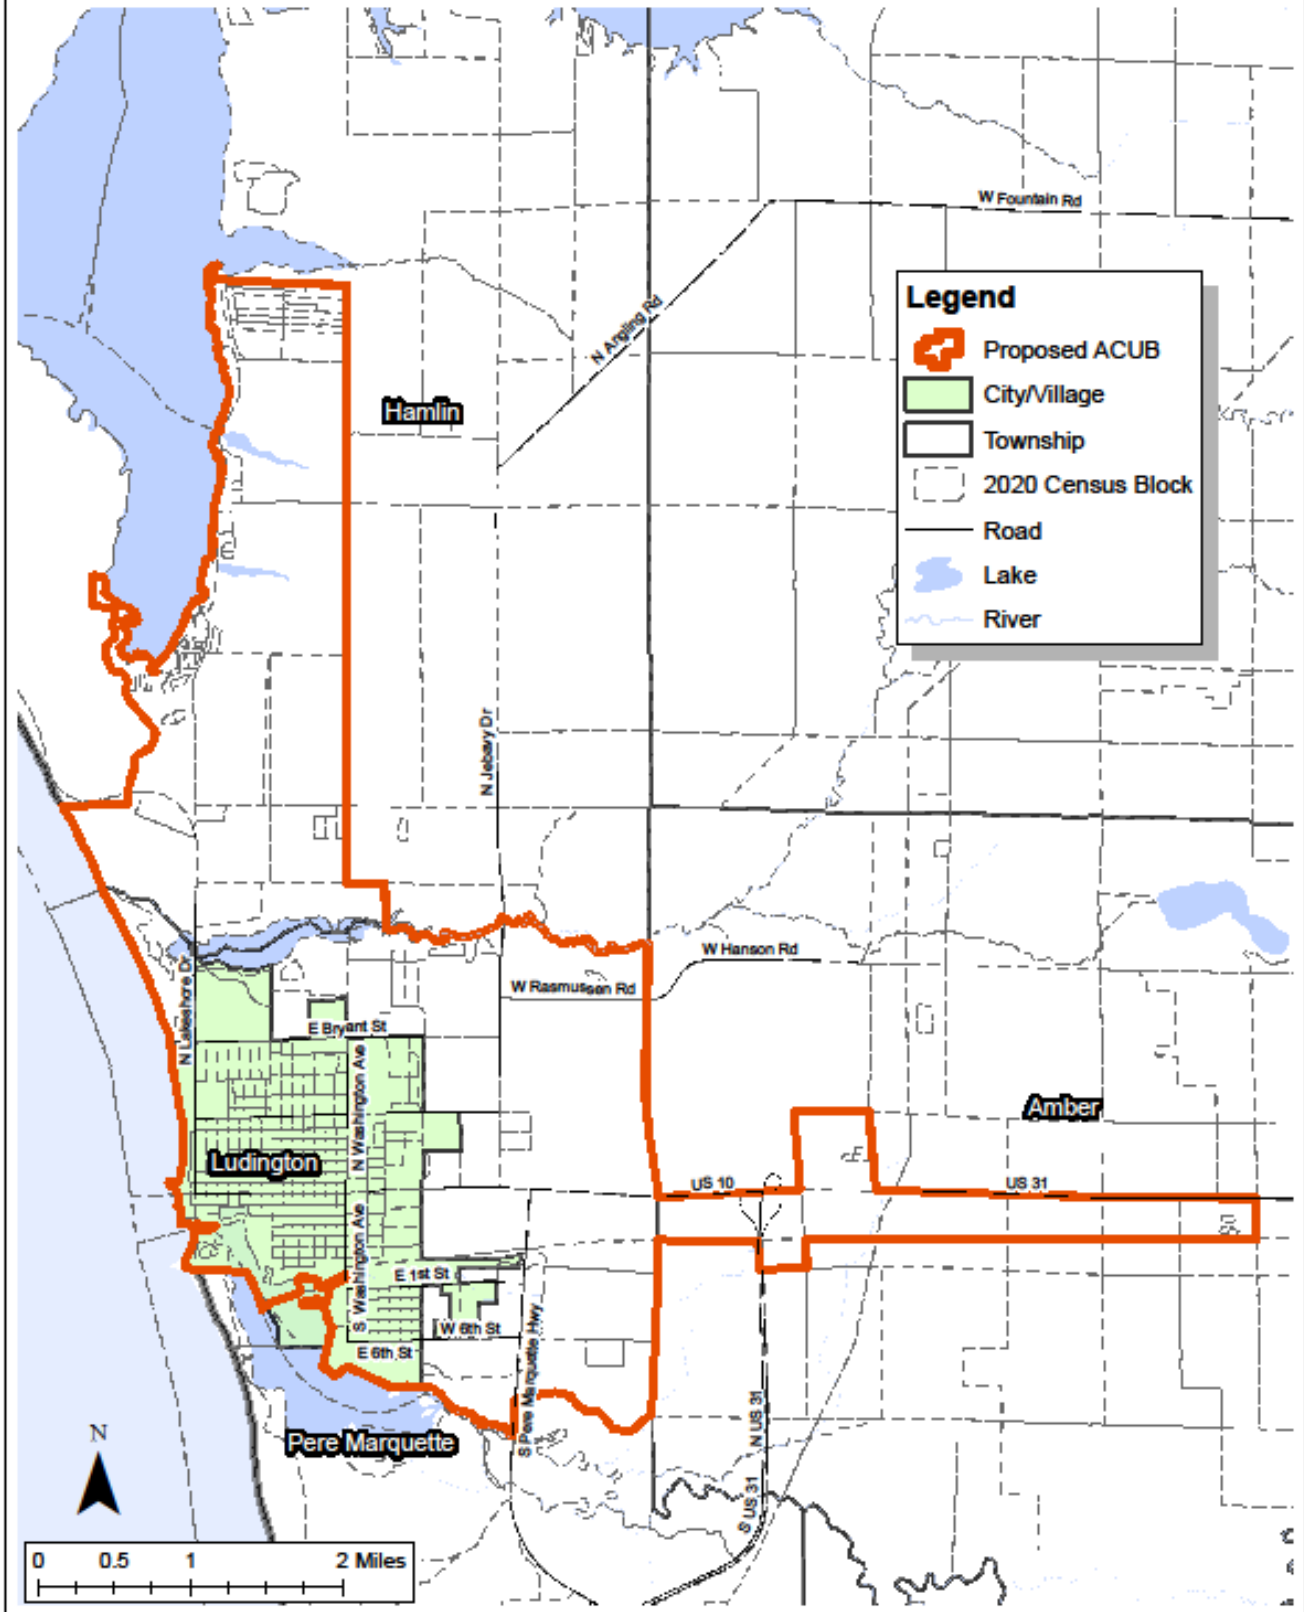 W Fountain Rd
N Angling Rd
Legend
Proposed ACUB
City/Village
Township
2020 Census Block
Road
Lake
River
Hamlin
N Jebavy Dr
W Hanson Rd
W Rasmussen Rd
N Lakeshore Dr
E Bryant St
N Washington Ave
Amber
Ludington
US 10
US 31
S Washington Ave
E 1st St
W 6th St
E 6th St
S Pere Marquette Hwy
N US 31
Pere Marquette
S US 31
N
0 0.5 1 2 Miles